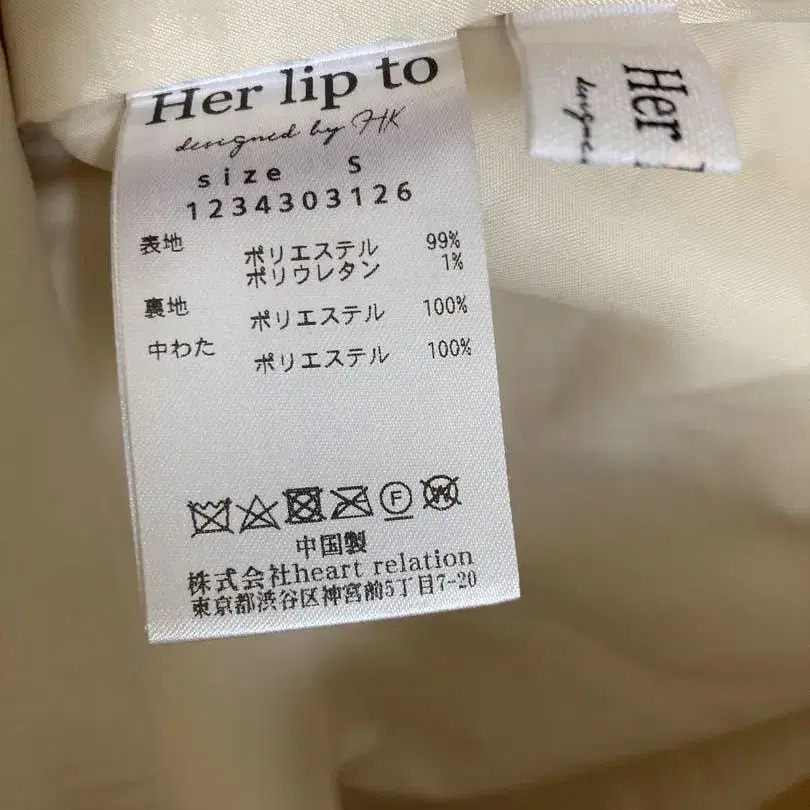 Her lip to
designed by HK
size S
1234303126
表地 ポリエステル 99%
ポリウレタン 1%
裏地 ポリエステル 100%
中わた ポリエステル 100%
F
W
中国製
株式会社heart relation
東京都渋谷区神宮前5丁目7-20
Her